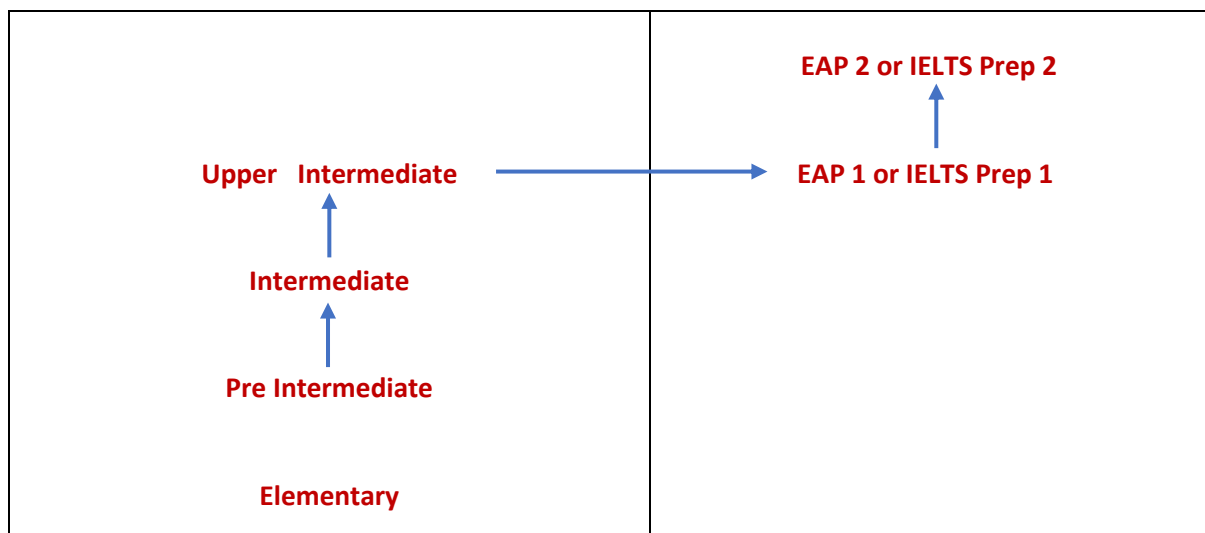 EAP 2 or IELTS Prep 2
Upper Intermediate
EAP 1 or IELTS Prep 1
Intermediate
Pre Intermediate
Elementary